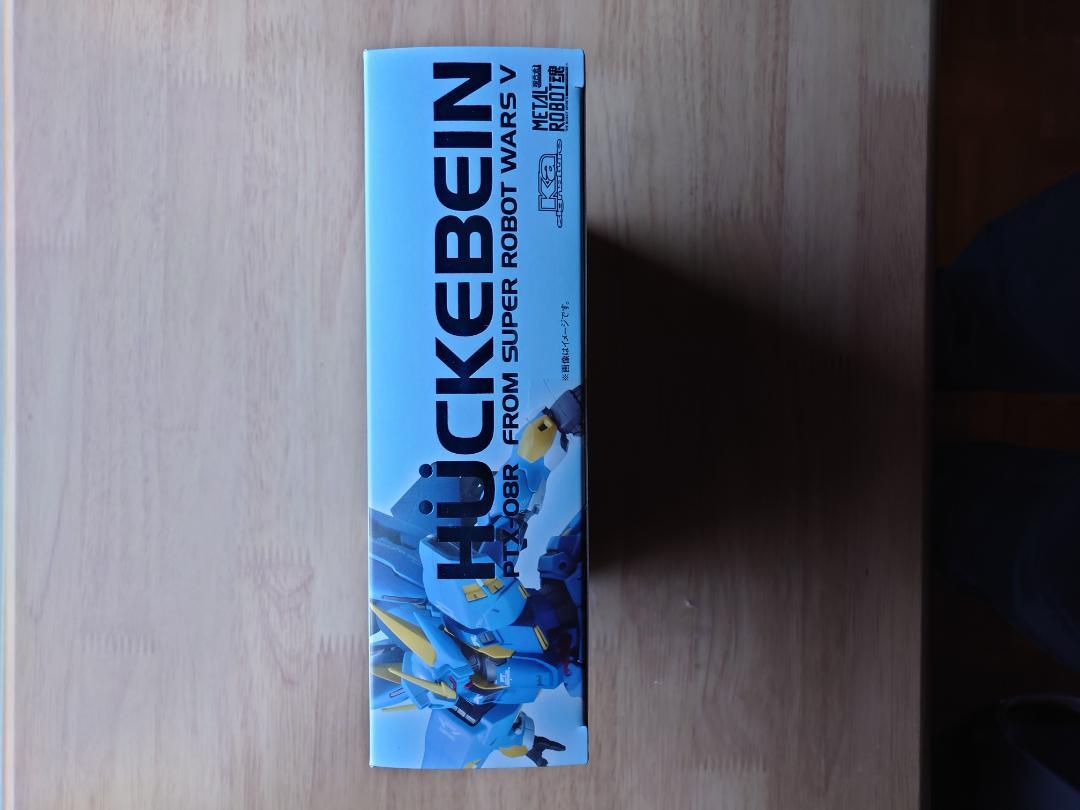 HÜCKEBEIN
PTX-08R FROM SUPER ROBOT WARS V
※画像はイメージです。
Ka signature
METAL
ROBOT魂